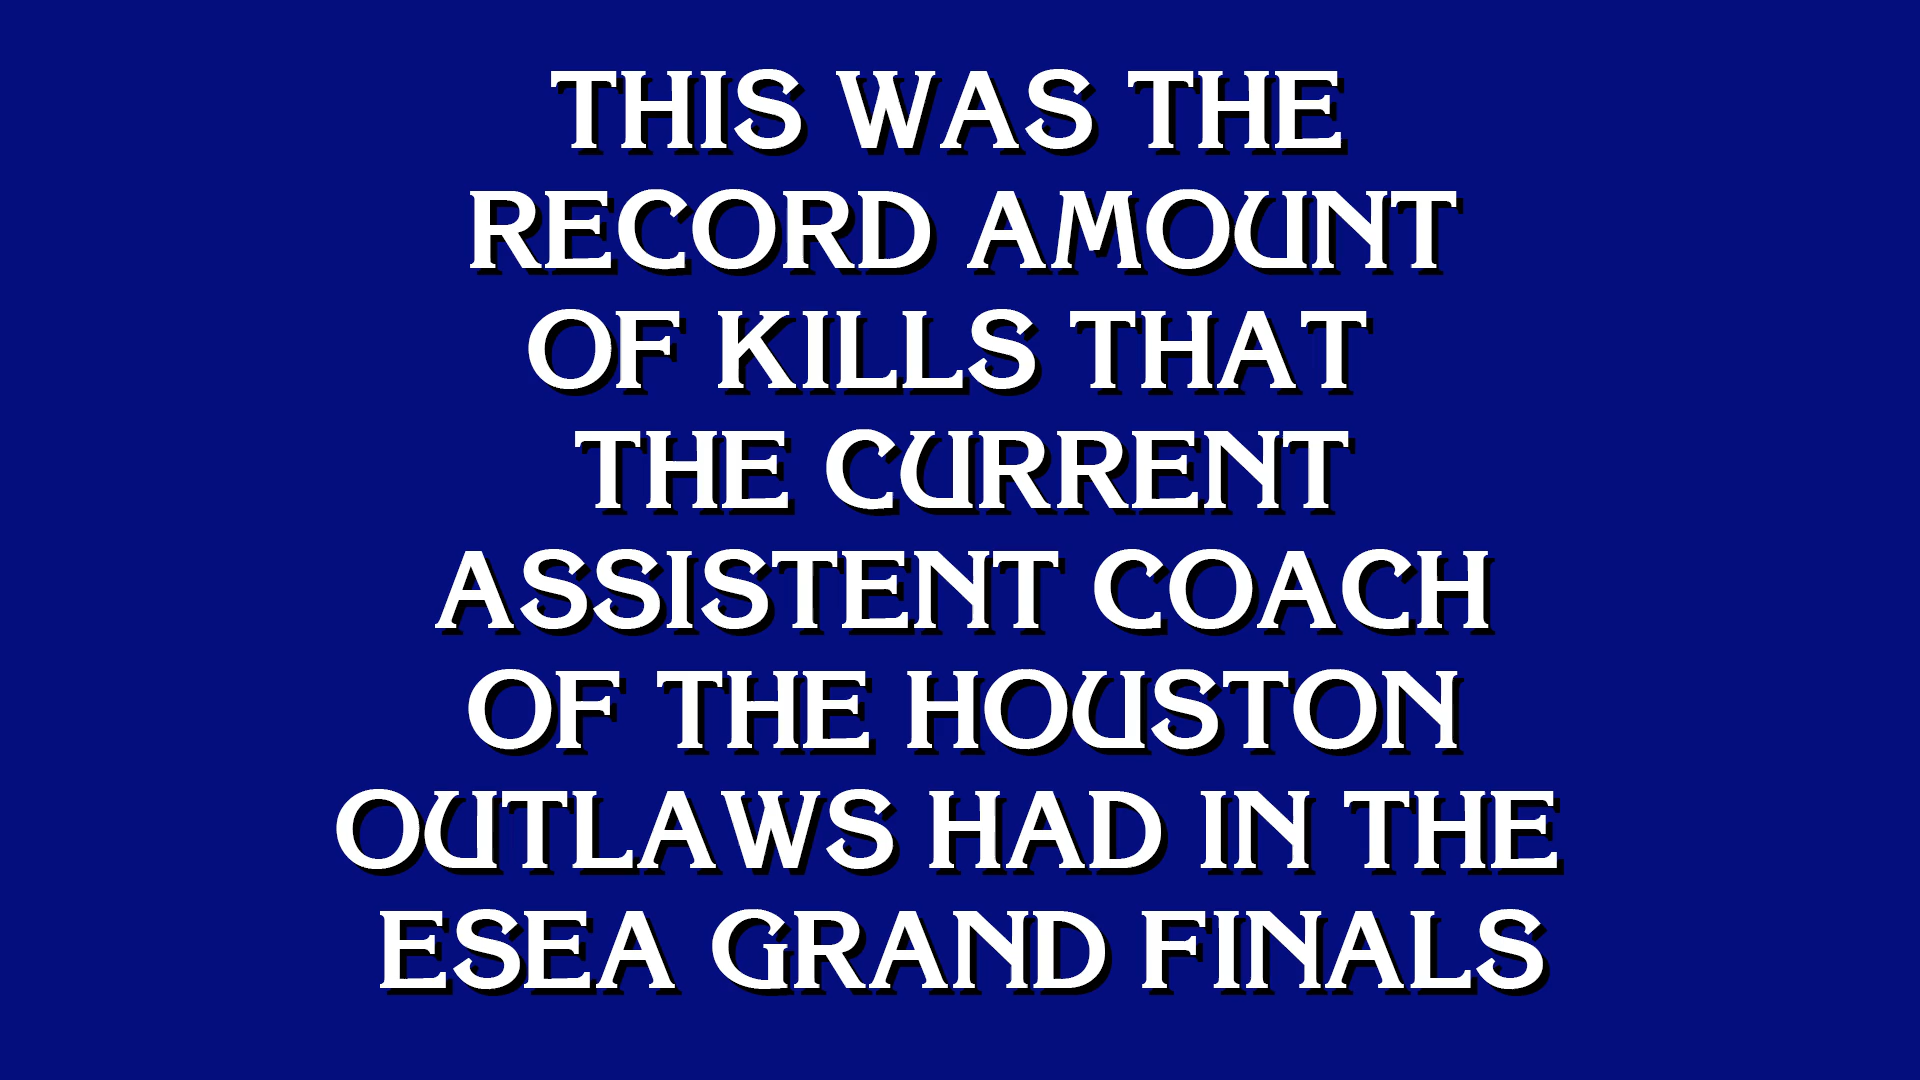 THIS WAS THE
RECORD AMOUNT
OF KILLS THAT
THE CURRENT
ASSISTENT COACH
OF THE HOUSTON
OUTLAWS HAD IN THE
ESEA GRAND FINALS